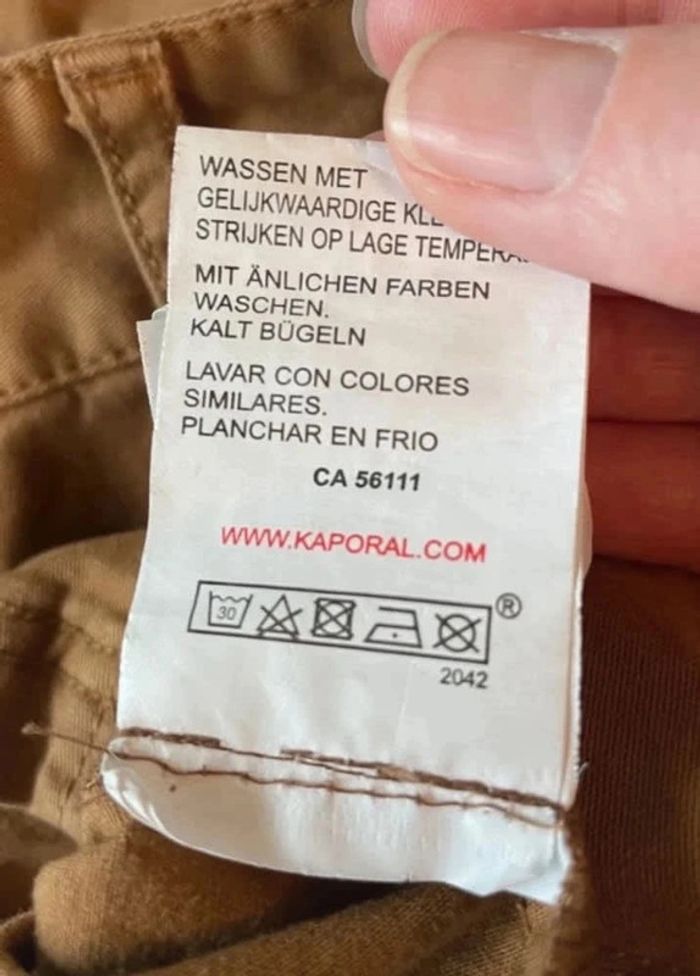 WASSEN MET
GELIJKWAARDIGE
STRIJKEN OP LAGE
MIT ÄNLICHEN FARBEN
WASCHEN.
KALT BÜGELN
LAVAR CON COLORES
SIMILARES.
PLANCHAR EN FRIO
CA 56111
WWW.KAPORAL.COM
30
®
2042